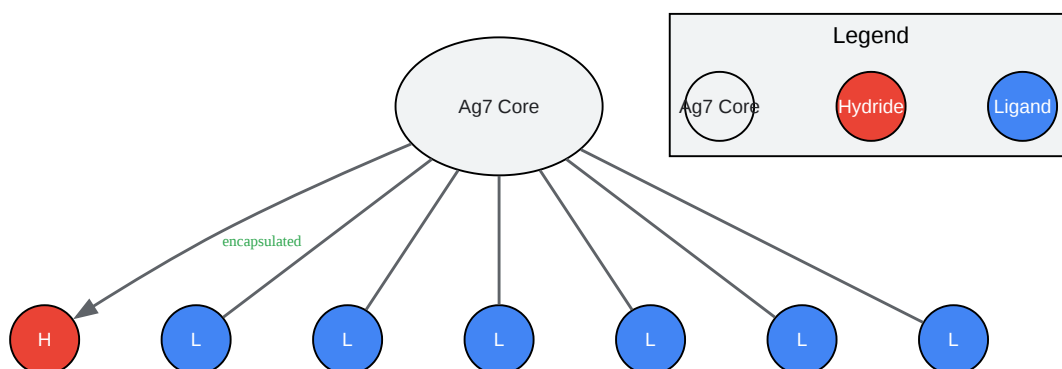 Legend
Ag7 Core
Ag7 Core
Hydride
Ligand
encapsulated
H
L
L
L
L
L
L